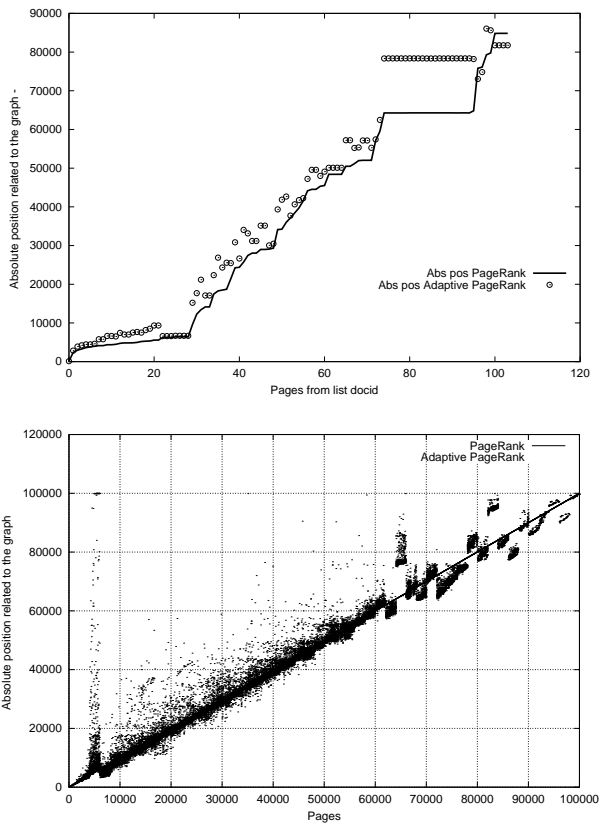 90000
80000
70000
60000
50000
40000
30000
20000
10000
0
Absolute position related to the graph -
Abs pos PageRank
Abs pos Adaptive PageRank
0 20 40 60 80 100 120
Pages from list docid
120000
100000
80000
60000
40000
20000
0
Absolute position related to the graph
PageRank
Adaptive PageRank
0 10000 20000 30000 40000 50000 60000 70000 80000 90000 100000
Pages